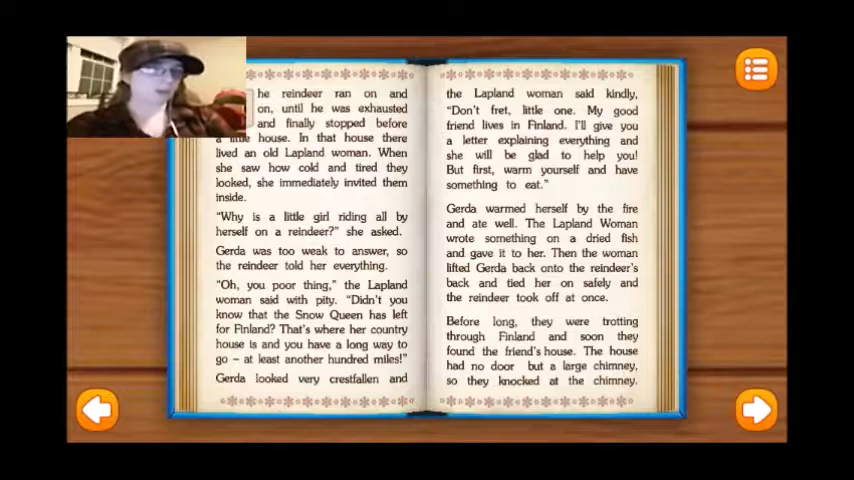 he reindeer ran on and
on, until he was exhausted
and finally stopped before
a little house. In that house there
lived an old Lapland woman. When
she saw how cold and tired they
looked, she immediately invited them
inside.
"Why is a little girl riding all by
herself on a reindeer?" she asked.
Gerda was too weak to answer, so
the reindeer told her everything.
"Oh, you poor thing," the Lapland
woman said with pity. "Didn't you
know that the Snow Queen has left
for Finland? That's where her country
house is and you have a long way to
go – at least another hundred miles!"
Gerda looked very crestfallen and
the Lapland woman said kindly,
"Don't fret, little one. My good
friend lives in Finland. I'll give you
a letter explaining everything and
she will be glad to help you!
But first, warm yourself and have
something to eat."
Gerda warmed herself by the fire
and ate well. The Lapland Woman
wrote something on a dried fish
and gave it to her. Then the woman
lifted Gerda back onto the reindeer's
back and tied her on safely and
the reindeer took off at once.
Before long, they were trotting
through Finland and soon they
found the friend's house. The house
had no door but a large chimney,
so they knocked at the chimney.